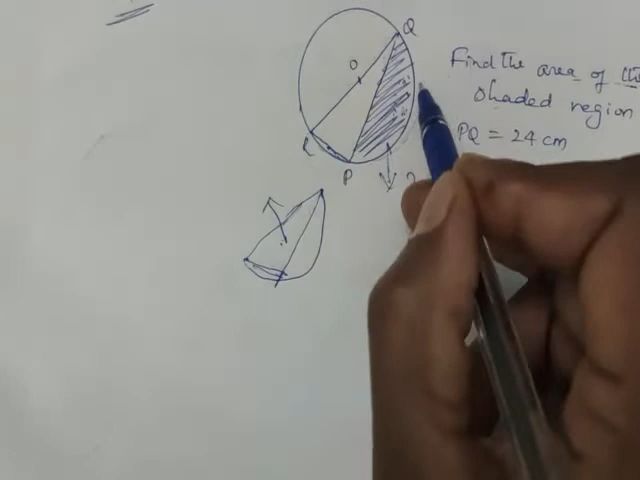 Q
Find the area of the
O
shaded region
PQ = 24 cm
R
P
?